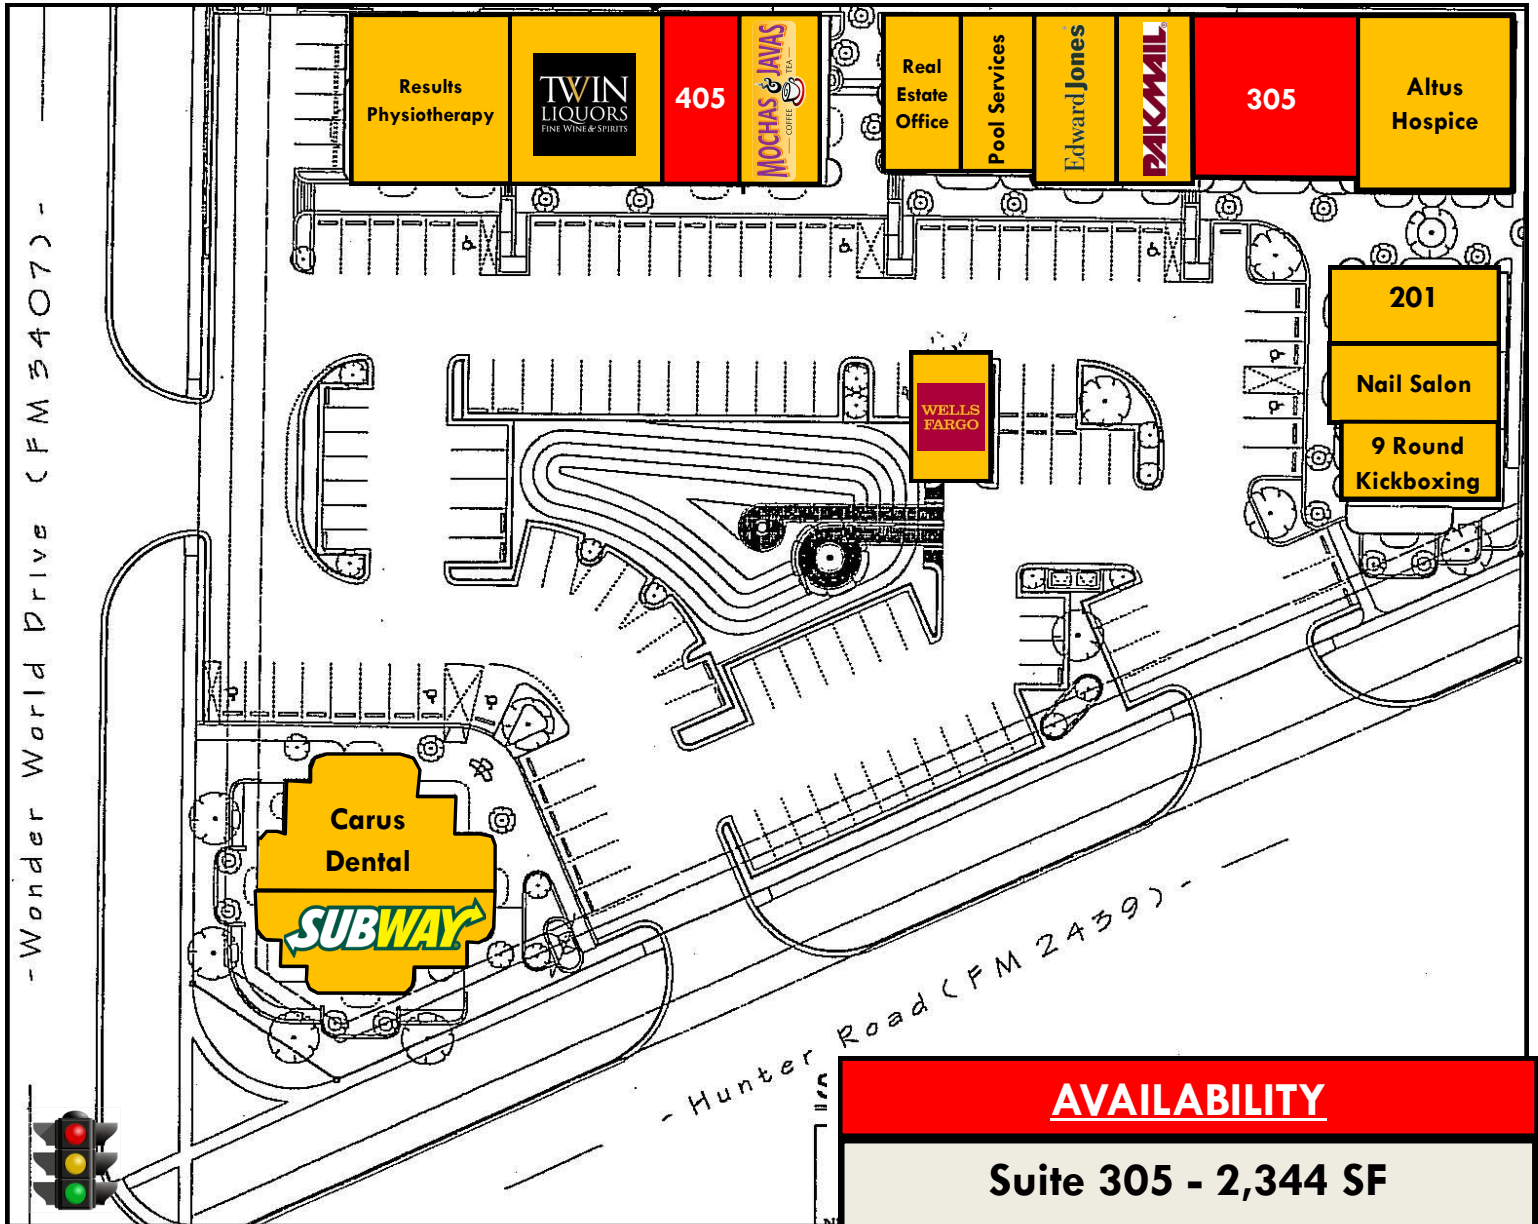 Results
Physiotherapy
TWIN
LIQUORS
FINE WINE & SPIRITS
405
MOCHAS & JAVAS
COFFEE TEA
Real
Estate
Office
Pool Services
Edward Jones
PAKMAIL®
305
Altus
Hospice
201
Nail Salon
9 Round
Kickboxing
WELLS
FARGO
-Wonder World Drive (FM 3407)-
Carus
Dental
SUBWAY
- Hunter Road (FM 2439) -
AVAILABILITY
Suite 305 - 2,344 SF